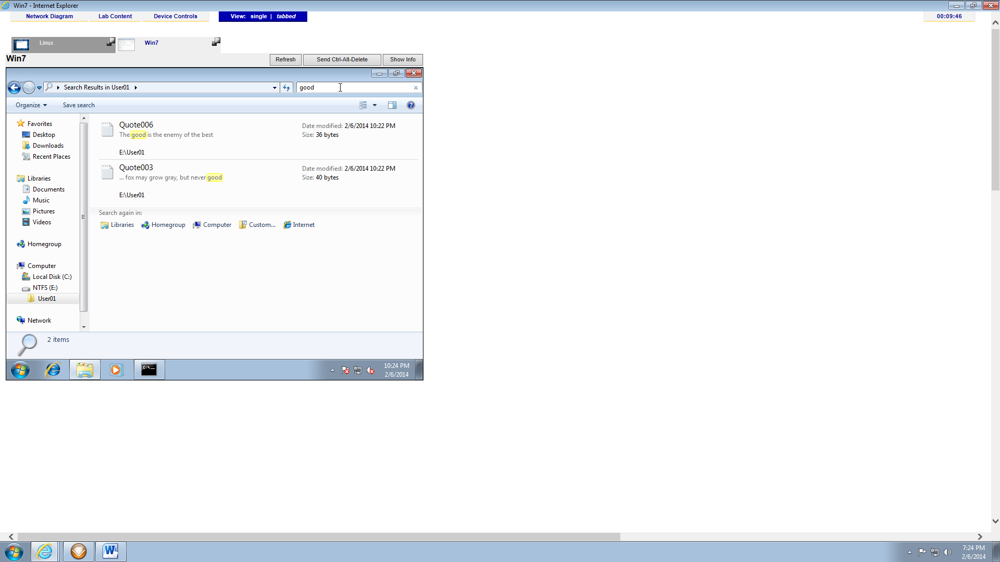 Win7 - Internet Explorer
Network Diagram Lab Content Device Controls View: single | tabbed 00:09:46
Linux Win7
Win7 Refresh Send Ctrl-Alt-Delete Show Info
Search Results in User01 good
Organize Save search
Favorites
Desktop
Downloads
Recent Places
Libraries
Documents
Music
Pictures
Videos
Homegroup
Computer
Local Disk (C:)
NTFS (E:)
User01
Network
Quote006 Date modified: 2/6/2014 10:22 PM
The good is the enemy of the best Size: 36 bytes
E:\User01
Quote003 Date modified: 2/6/2014 10:22 PM
... fox may grow gray, but never good Size: 40 bytes
E:\User01
Search again in:
Libraries Homegroup Computer Custom... Internet
2 items
C:\_
10:24 PM
2/6/2014
7:24 PM
2/6/2014